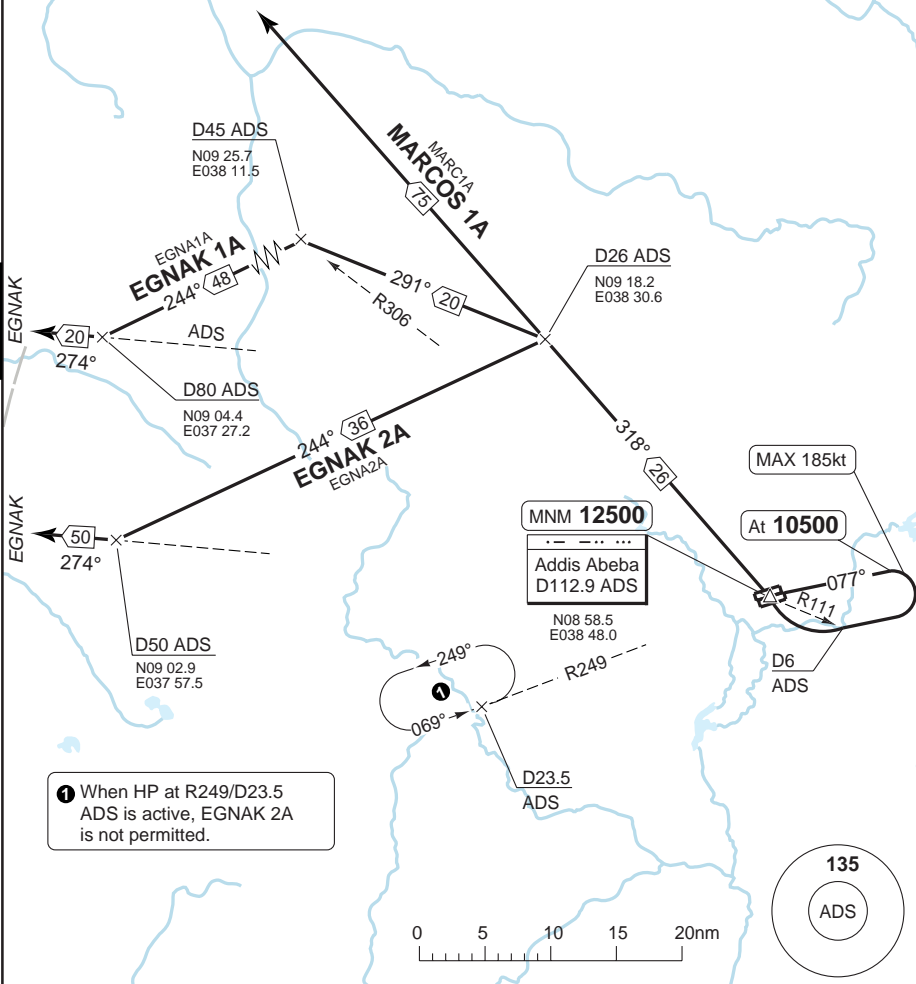 D45 ADS
N09 25.7
E038 11.5
MARC1A
MARCOS 1A
75
EGNA1A
EGNAK 1A
244° 48
291° 20
R306
D26 ADS
N09 18.2
E038 30.6
EGNAK
20
274°
ADS
D80 ADS
N09 04.4
E037 27.2
244° 36
EGNAK 2A
EGNA2A
318° 26
MAX 185kt
MNM 12500
At 10500
Addis Abeba
D112.9 ADS
N08 58.5
E038 48.0
077°
R111
D6
ADS
EGNAK
50
274°
D50 ADS
N09 02.9
E037 57.5
249°
R249
1
069°
D23.5
ADS
1 When HP at R249/D23.5
ADS is active, EGNAK 2A
is not permitted.
135
ADS
0 5 10 15 20nm